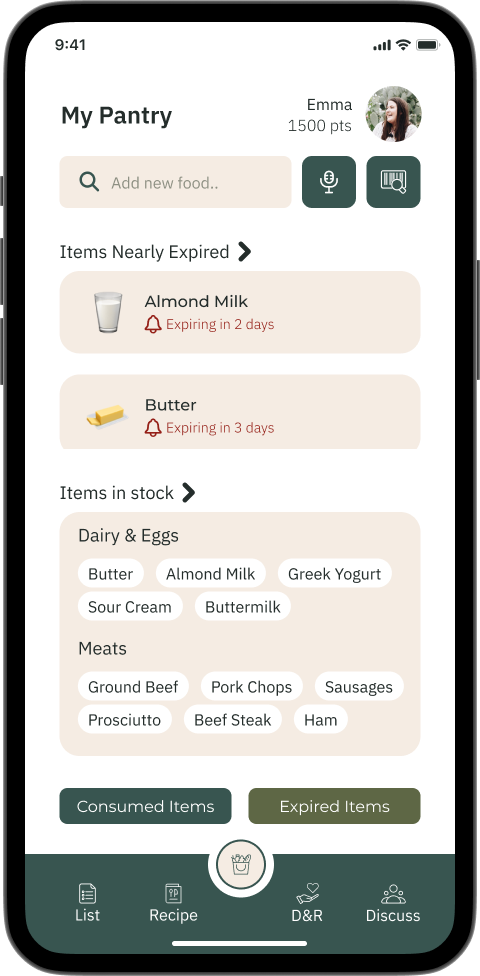 9:41
My Pantry
Emma
1500 pts
Add new food..
Items Nearly Expired
Almond Milk
Expiring in 2 days
Butter
Expiring in 3 days
Items in stock
Dairy & Eggs
Butter Almond Milk Greek Yogurt
Sour Cream Buttermilk
Meats
Ground Beef Pork Chops Sausages
Prosciutto Beef Steak Ham
Consumed Items Expired Items
List Recipe D&R Discuss